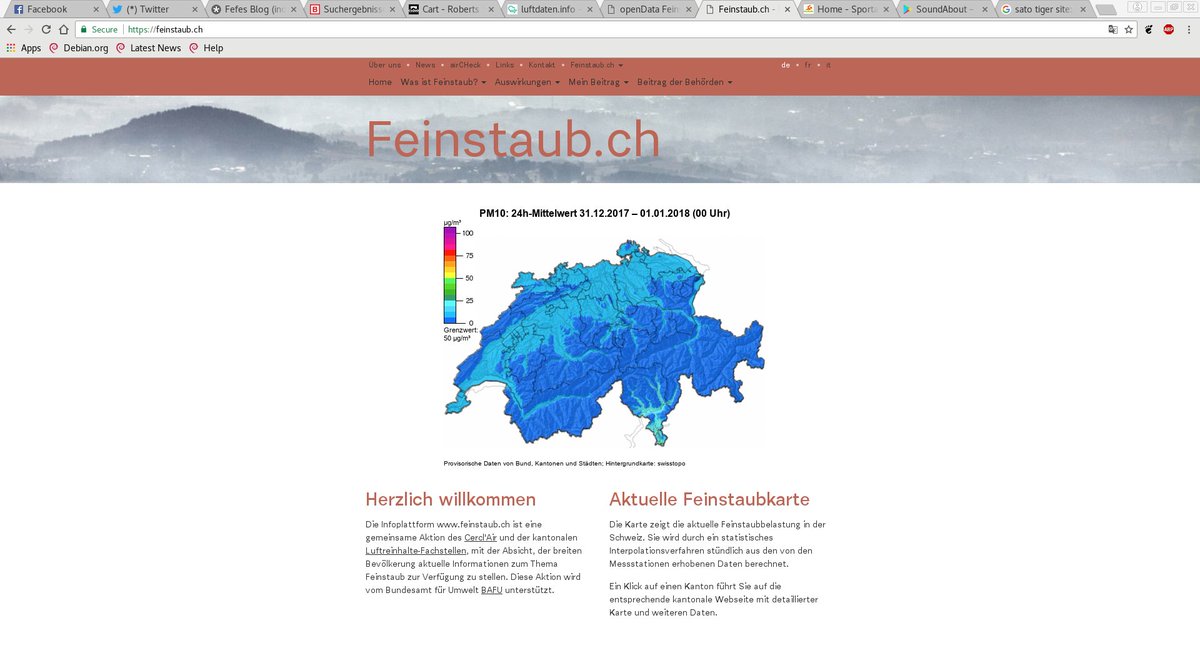 Facebook
(*) Twitter
Fefes Blog (in
Suchergebnis
Cart - Roberts
luftdaten.info -
openData Fein
Feinstaub.ch -
Home - Sporta
SoundAbout -
sato tiger site:
Secure
https://feinstaub.ch
ABP
Apps
Debian.org
Latest News
Help
Über uns • News • airCHeck • Links • Kontakt • Feinstaub.ch
de • fr • it
Home Was ist Feinstaub? Auswirkungen Mein Beitrag Beitrag der Behörden
Feinstaub.ch
PM10: 24h-Mittelwert 31.12.2017 – 01.01.2018 (00 Uhr)
µg/m³
100
75
50
25
0
Grenzwert:
50 µg/m³
Provisorische Daten von Bund, Kantonen und Städten; Hintergrundkarte: swisstopo
Herzlich willkommen
Die Infoplattform www.feinstaub.ch ist eine
gemeinsame Aktion des Cercl'Air und der kantonalen
Luftreinhalte-Fachstellen, mit der Absicht, der breiten
Bevölkerung aktuelle Informationen zum Thema
Feinstaub zur Verfügung zu stellen. Diese Aktion wird
vom Bundesamt für Umwelt BAFU unterstützt.
Aktuelle Feinstaubkarte
Die Karte zeigt die aktuelle Feinstaubbelastung in der
Schweiz. Sie wird durch ein statistisches
Interpolationsverfahren stündlich aus den von den
Messstationen erhobenen Daten berechnet.
Ein Klick auf einen Kanton führt Sie auf die
entsprechende kantonale Webseite mit detaillierter
Karte und weiteren Daten.